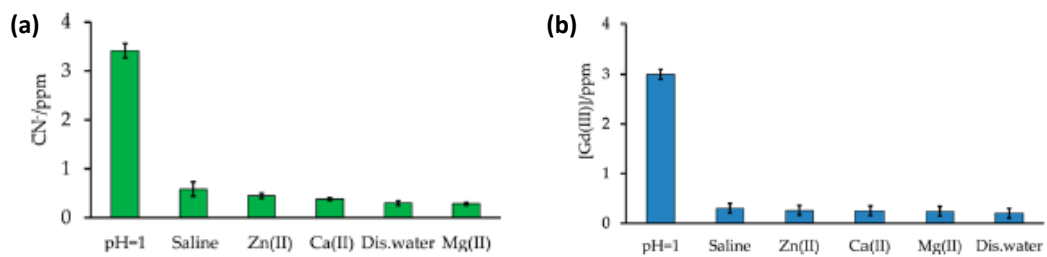 (a)
CN⁻/ppm
4
3
2
1
0
pH=1 Saline Zn(II) Ca(II) Dis.water Mg(II)
(b)
[Gd(III)]/ppm
4
3
2
1
0
pH=1 Saline Zn(II) Ca(II) Mg(II) Dis.water